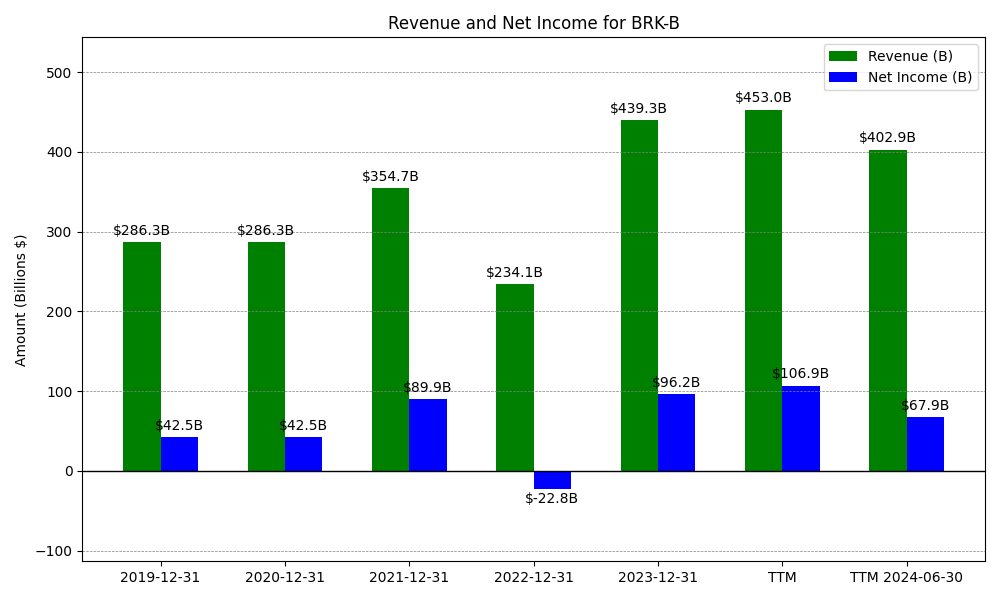 Revenue and Net Income for BRK-B
Revenue (B)
Net Income (B)
Amount (Billions $)
500
400
300
200
100
0
−100
$286.3B
$42.5B
$286.3B
$42.5B
$354.7B
$89.9B
$234.1B
$-22.8B
$439.3B
$96.2B
$453.0B
$106.9B
$402.9B
$67.9B
2019-12-31
2020-12-31
2021-12-31
2022-12-31
2023-12-31
TTM
TTM 2024-06-30